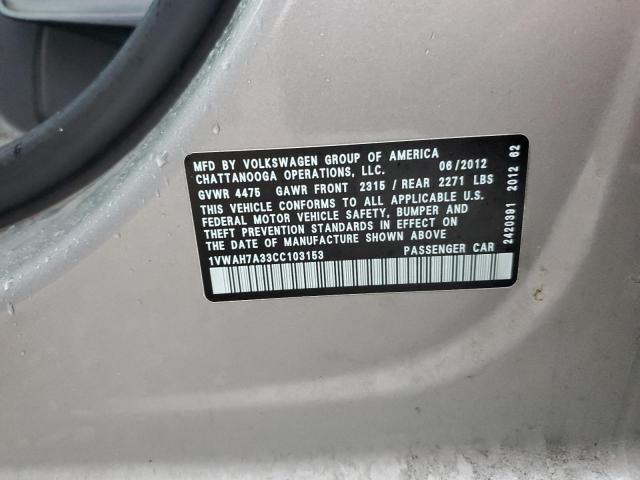 MFD BY VOLKSWAGEN GROUP OF AMERICA
CHATTANOOGA OPERATIONS, LLC. 06/2012
GVWR 4475 GAWR FRONT 2315 / REAR 2271 LBS
THIS VEHICLE CONFORMS TO ALL APPLICABLE U.S.
FEDERAL MOTOR VEHICLE SAFETY, BUMPER AND
THEFT PREVENTION STANDARDS IN EFFECT ON
THE DATE OF MANUFACTURE SHOWN ABOVE.
1VWAH7A33CC103153 PASSENGER CAR
2420391 2012 62